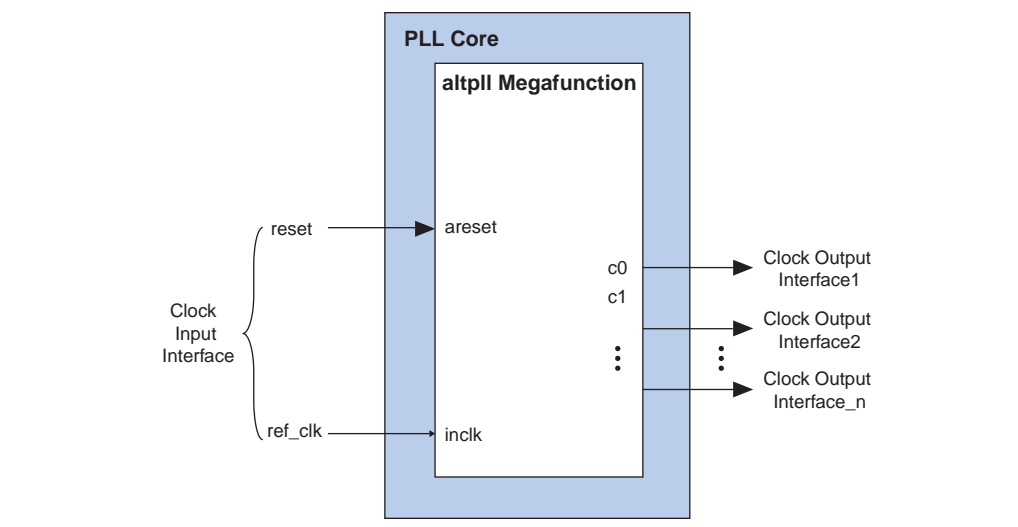 PLL Core
altpll Megafunction
reset
areset
c0
Clock Output
Interface1
c1
Clock
Input
Interface
Clock Output
Interface2
Clock Output
Interface_n
ref_clk
inclk